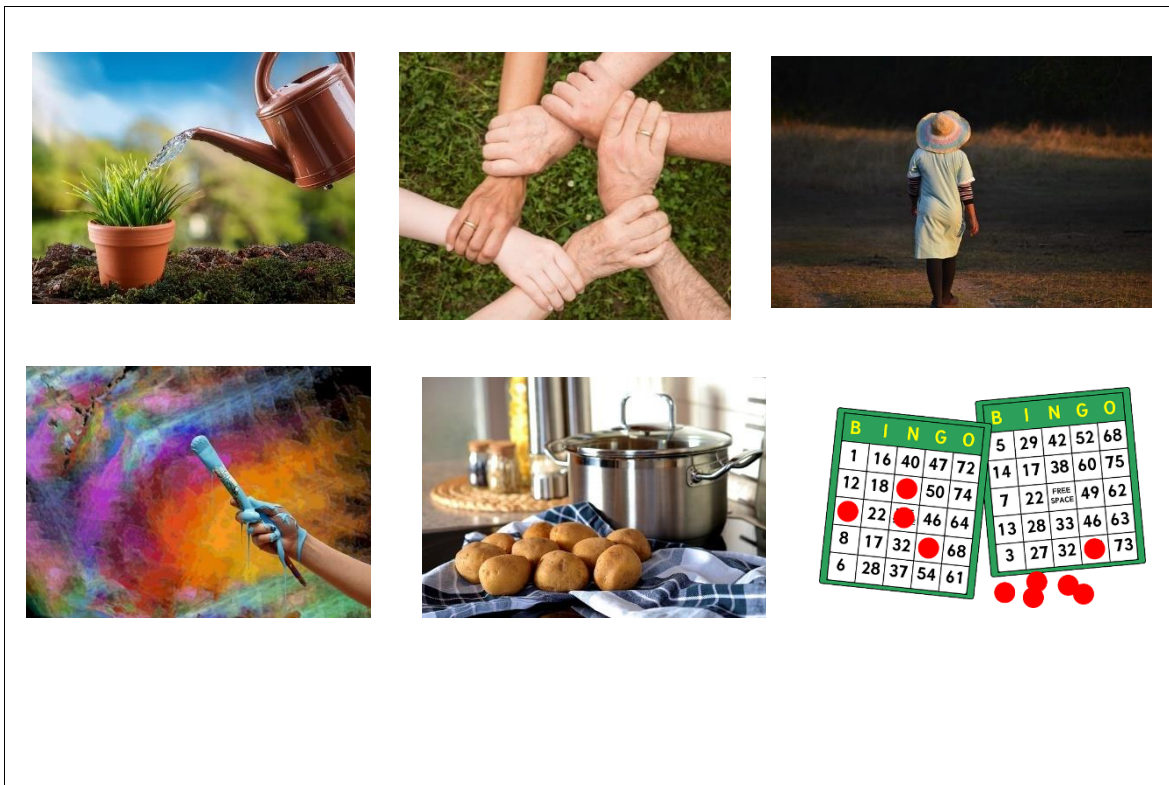 B I N G O
1 16 40 47 72
12 18 50 74
22 46 64
8 17 32 68
6 28 37 54 61
B I N G O
5 29 42 52 68
14 17 38 60 75
7 22 FREE SPACE 49 62
13 28 33 46 63
3 27 32 73